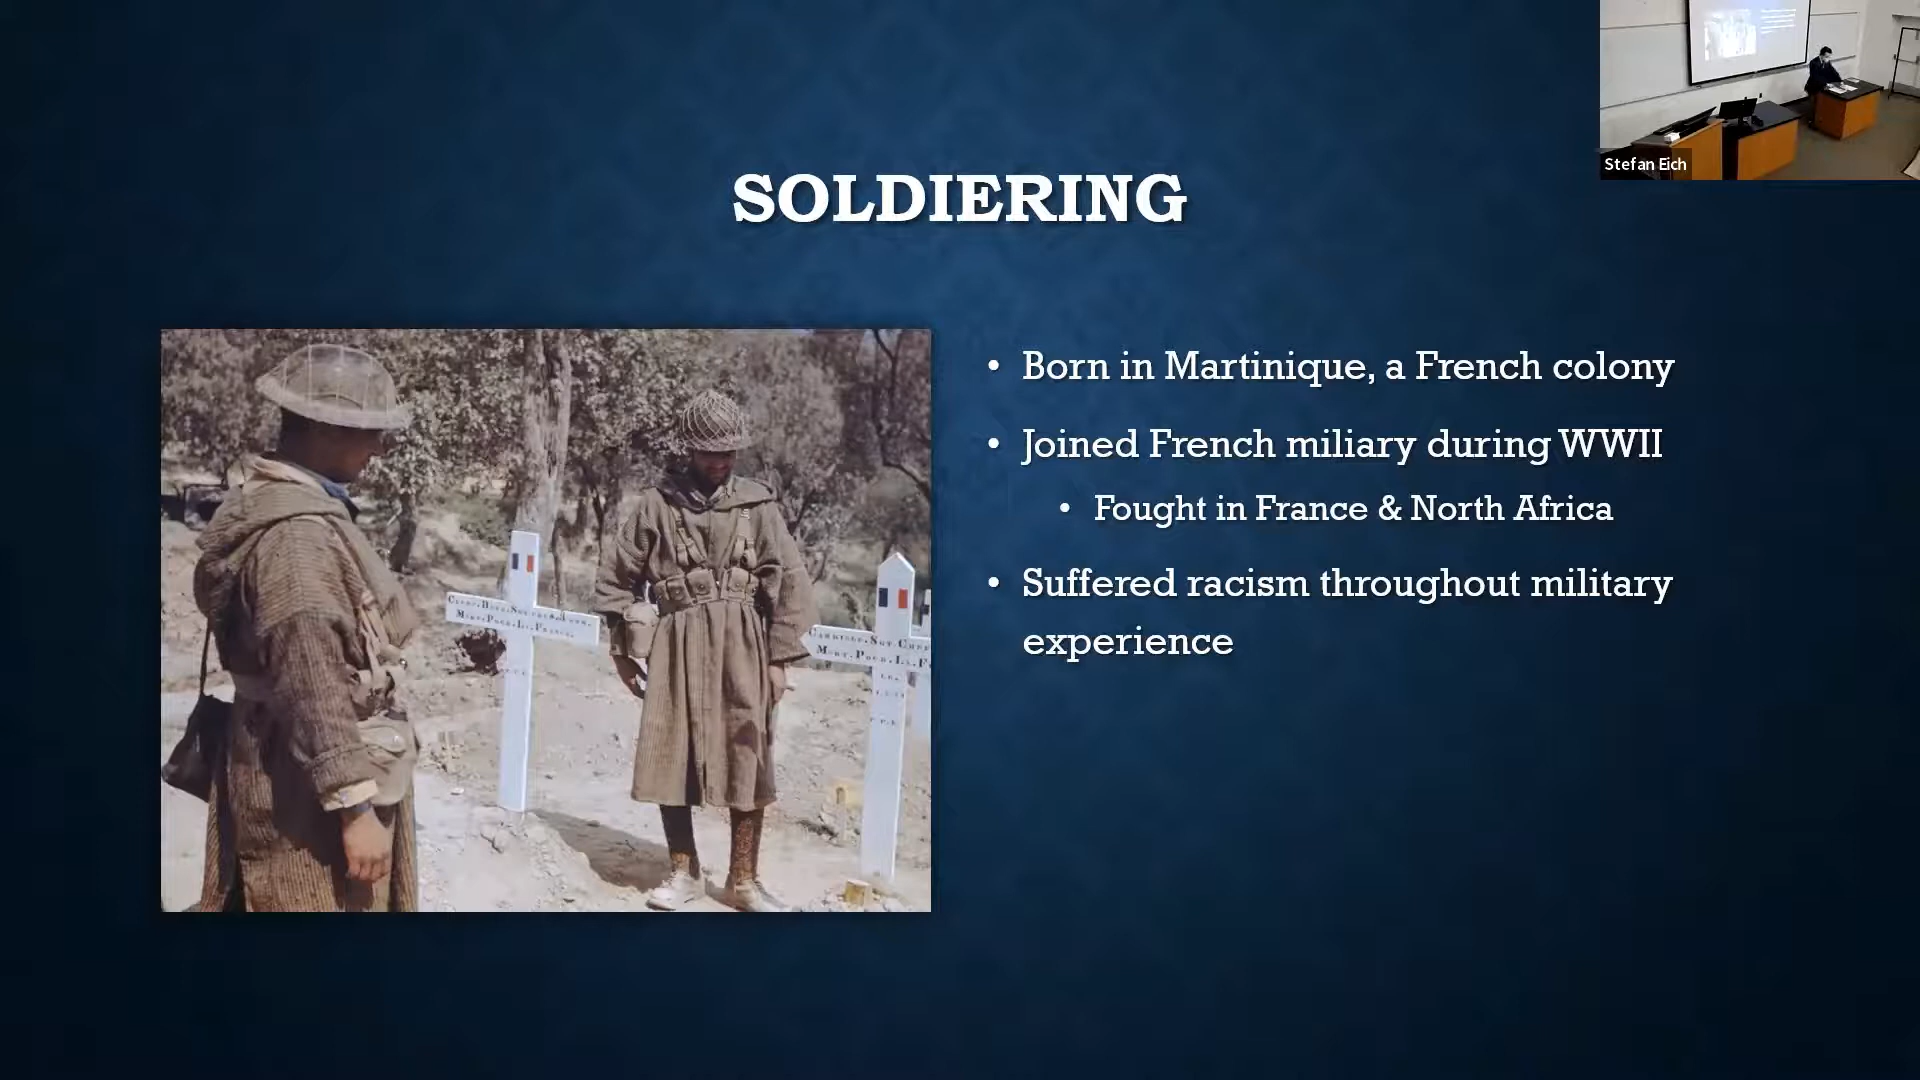 Stefan Eich
SOLDIERING
• Born in Martinique, a French colony
• Joined French miliary during WWII
• Fought in France & North Africa
• Suffered racism throughout military
experience